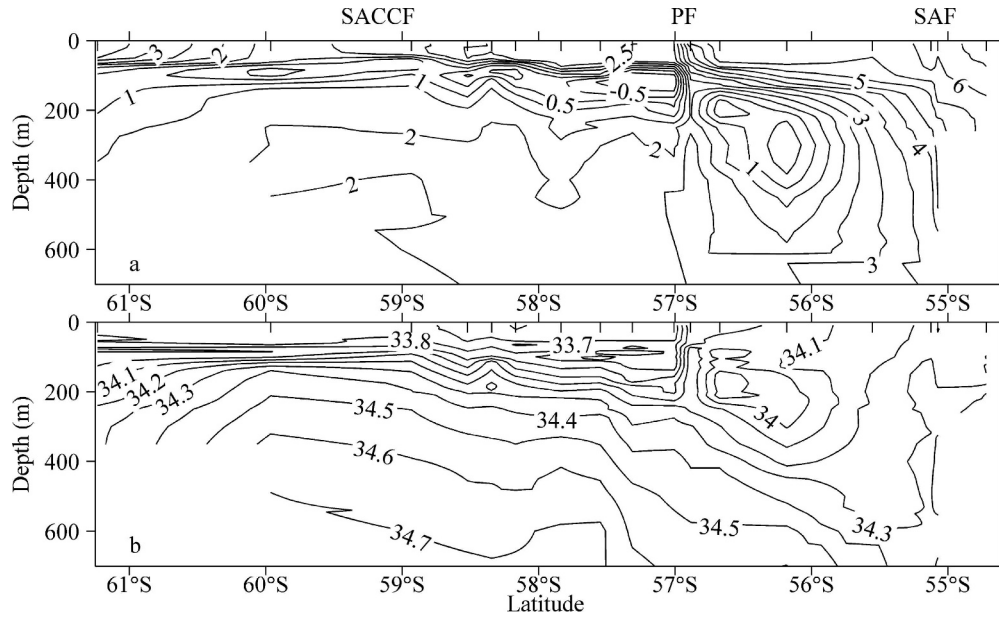 SACCF PF SAF
0
200
400
600
Depth (m)
a
3 2 2.5 5 6
1 1 0.5 -0.5 3
2 2 4
2 1
3
61°S 60°S 59°S 58°S 57°S 56°S 55°S
0
200
400
600
Depth (m)
b
33.8 33.7 34.1
34.1
34.2
34.3 34
34.5 34.4
34.6
34.5 34.3
34.7
61°S 60°S 59°S 58°S 57°S 56°S 55°S
Latitude